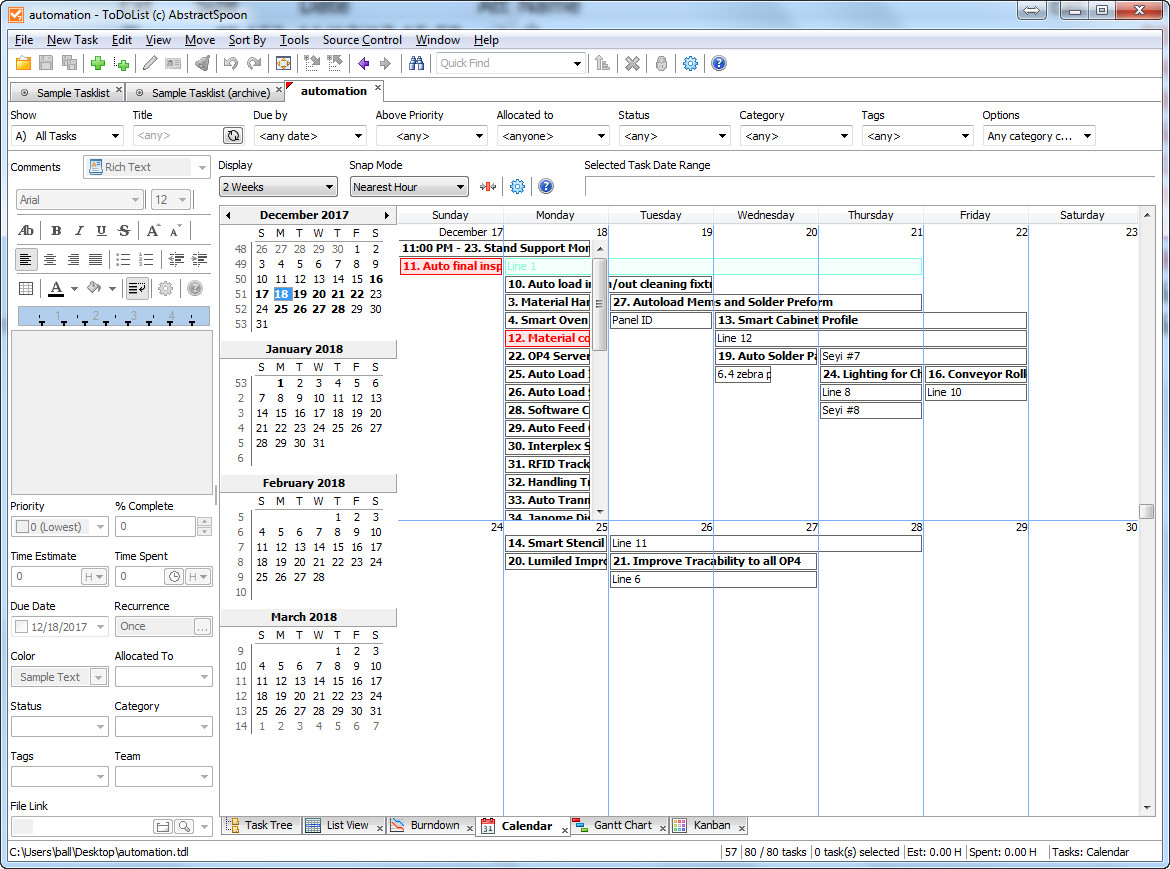 For Now Date Att Name
automation - ToDoList (c) AbstractSpoon
File New Task Edit View Move Sort By Tools Source Control Window Help
Quick Find
Sample Tasklist Sample Tasklist (archive) automation
Show Title Due by Above Priority Allocated to Status Category Tags Options
A) All Tasks <any> <any date> <any> <anyone> <any> <any> <any> Any category c...
Comments Rich Text
Display Snap Mode Selected Task Date Range
2 Weeks Nearest Hour
Arial 12
Ab B I U S A A
A
1 2 3 4
Priority % Complete
0 (Lowest) 0
Time Estimate Time Spent
0 H 0 H
Due Date Recurrence
12/18/2017 Once ...
Color Allocated To
Sample Text
Status Category
Tags Team
File Link
December 2017
S M T W T F S
48 26 27 28 29 30 1 2
49 3 4 5 6 7 8 9
50 10 11 12 13 14 15 16
51 17 18 19 20 21 22 23
52 24 25 26 27 28 29 30
53 31
January 2018
S M T W T F S
53 1 2 3 4 5 6
2 7 8 9 10 11 12 13
3 14 15 16 17 18 19 20
4 21 22 23 24 25 26 27
5 28 29 30 31
6
February 2018
S M T W T F S
5 1 2 3
6 4 5 6 7 8 9 10
7 11 12 13 14 15 16 17
8 18 19 20 21 22 23 24
9 25 26 27 28
10
March 2018
S M T W T F S
9 1 2 3
10 4 5 6 7 8 9 10
11 11 12 13 14 15 16 17
12 18 19 20 21 22 23 24
13 25 26 27 28 29 30 31
14 1 2 3 4 5 6 7
Sunday Monday Tuesday Wednesday Thursday Friday Saturday
December 17 18 19 20 21 22 23
11:00 PM - 23. Stand Support Mor
11. Auto final insp Line 1
10. Auto load in /out cleaning fixtu
3. Material Har 27. Autoload Mems and Solder Preform
4. Smart Oven Panel ID 13. Smart Cabinet Profile
12. Material co Line 12
22. OP4 Server 19. Auto Solder Pa Seyi #7
25. Auto Load 6.4 zebra p 24. Lighting for Ch 16. Conveyor Roll
26. Auto Load Line 8 Line 10
28. Software C Seyi #8
29. Auto Feed
30. Interplex S
31. RFID Track
32. Handling Tr
33. Auto Trann
34. Janome Di
24 25 26 27 28 29 30
14. Smart Stencil Line 11
20. Lumiled Impro 21. Improve Tracability to all OP4
Line 6
Task Tree List View Burndown 31 Calendar Gantt Chart Kanban
C:\Users\ball\Desktop\automation.tdl 57 80 / 80 tasks 0 task(s) selected Est: 0.00 H Spent: 0.00 H Tasks: Calendar